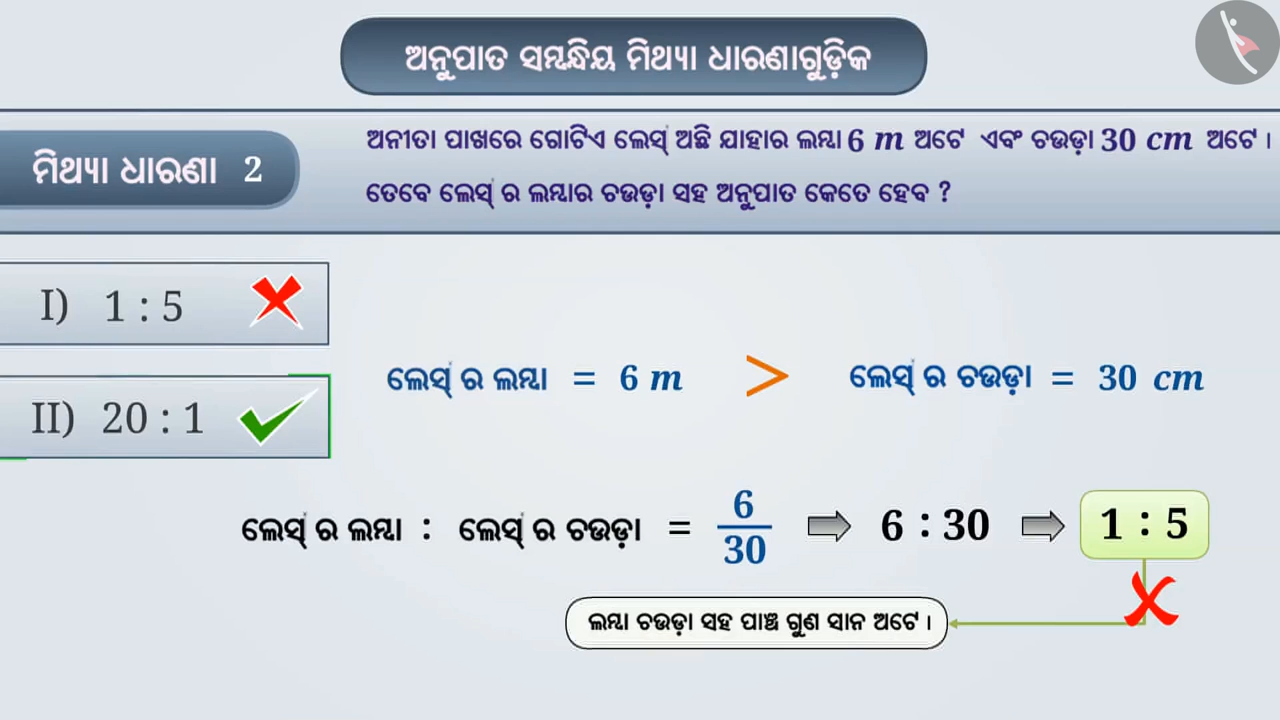 ଅନୁପାତ ସମ୍ବନ୍ଧିୟ ମିଥ୍ୟା ଧାରଣାଗୁଡ଼ିକ
ମିଥ୍ୟା ଧାରଣା 2
ଅନୀତା ପାଖରେ ଗୋଟିଏ ଲେସ୍ ଅଛି ଯାହାର ଲମ୍ବା 6 m ଅଟେ ଏବଂ ଚଉଡ଼ା 30 cm ଅଟେ ।
ତେବେ ଲେସ୍ ର ଲମ୍ବାର ଚଉଡ଼ା ସହ ଅନୁପାତ କେତେ ହେବ ?
I) 1 : 5
II) 20 : 1
ଲେସ୍ ର ଲମ୍ବା = 6 m > ଲେସ୍ ର ଚଉଡ଼ା = 30 cm
ଲେସ୍ ର ଲମ୍ବା : ଲେସ୍ ର ଚଉଡ଼ା = 6/30 ⇨ 6 : 30 ⇨ 1 : 5
ଲମ୍ବା ଚଉଡ଼ା ସହ ପାଞ୍ଚ ଗୁଣ ସାନ ଅଟେ ।